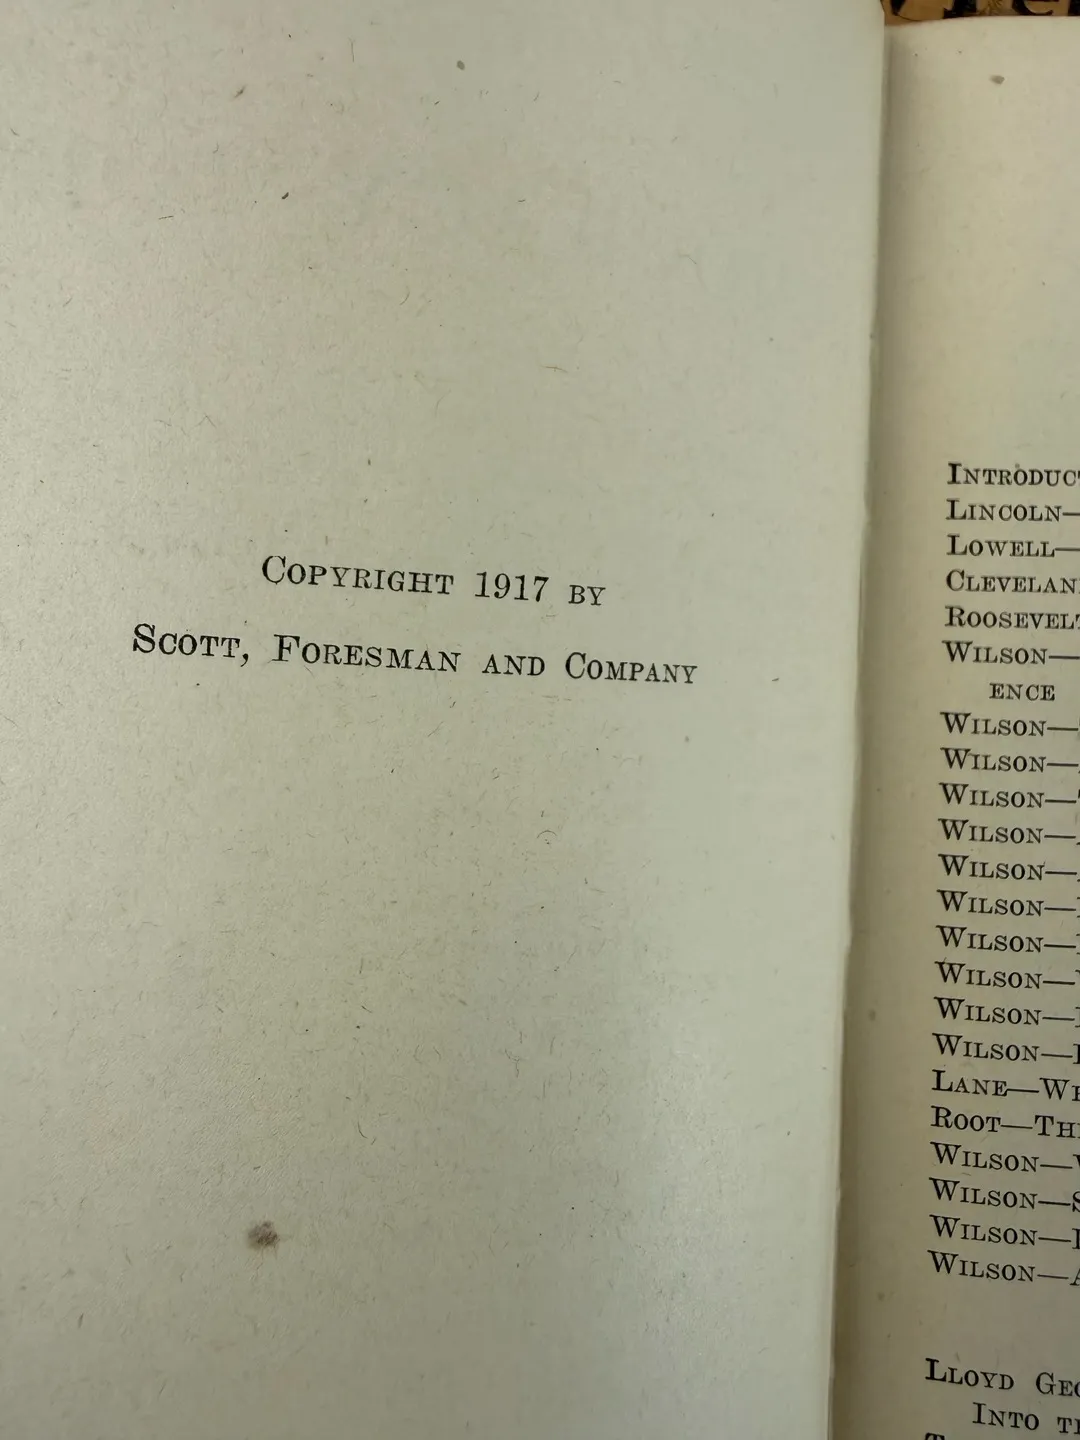 Copyright 1917 by
Scott, Foresman and Company
Lincoln—
Lowell—
Wilson—
ence
Wilson—
Wilson—
Wilson—
Wilson—
Wilson—
Wilson—
Wilson—
Wilson—
Wilson—
Wilson—
Lane—
Root—
Wilson—
Wilson—
Wilson—
Wilson—
Lloyd
Into